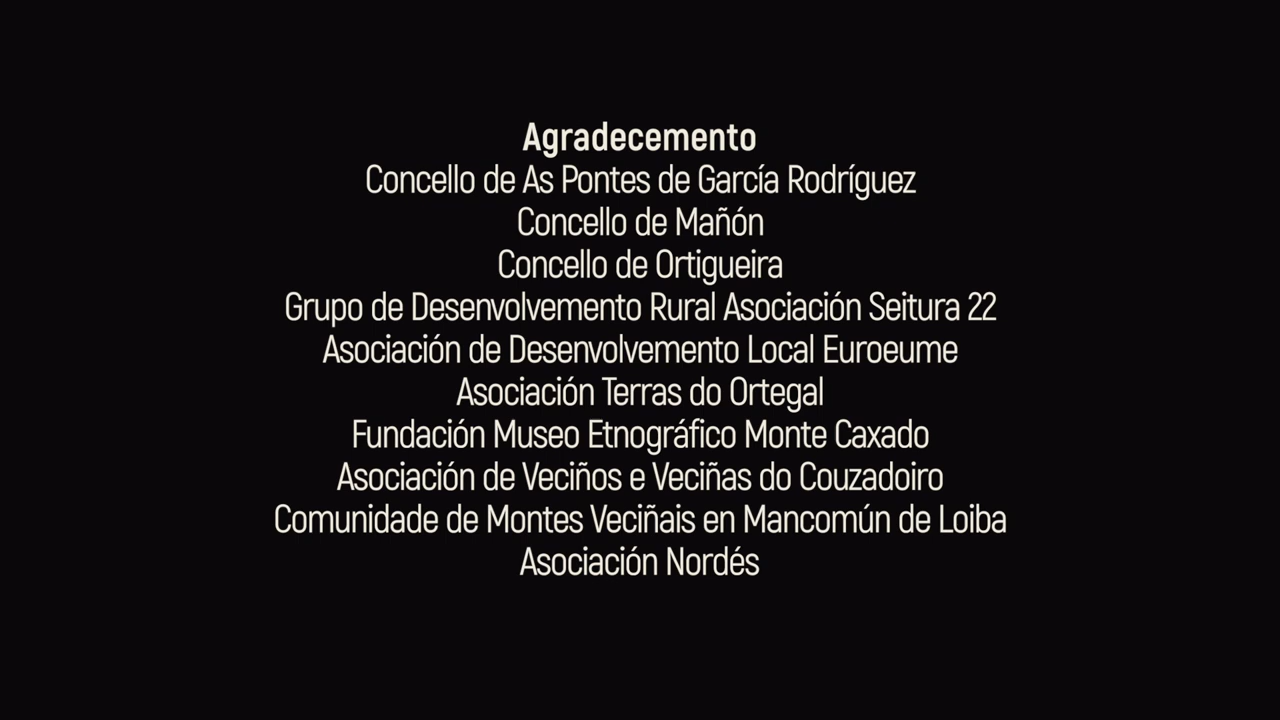 Agradecemento
Concello de As Pontes de García Rodríguez
Concello de Mañón
Concello de Ortigueira
Grupo de Desenvolvemento Rural Asociación Seitura 22
Asociación de Desenvolvemento Local Euroeume
Asociación Terras do Ortegal
Fundación Museo Etnográfico Monte Caxado
Asociación de Veciños e Veciñas do Couzadoiro
Comunidade de Montes Veciñais en Mancomún de Loiba
Asociación Nordés